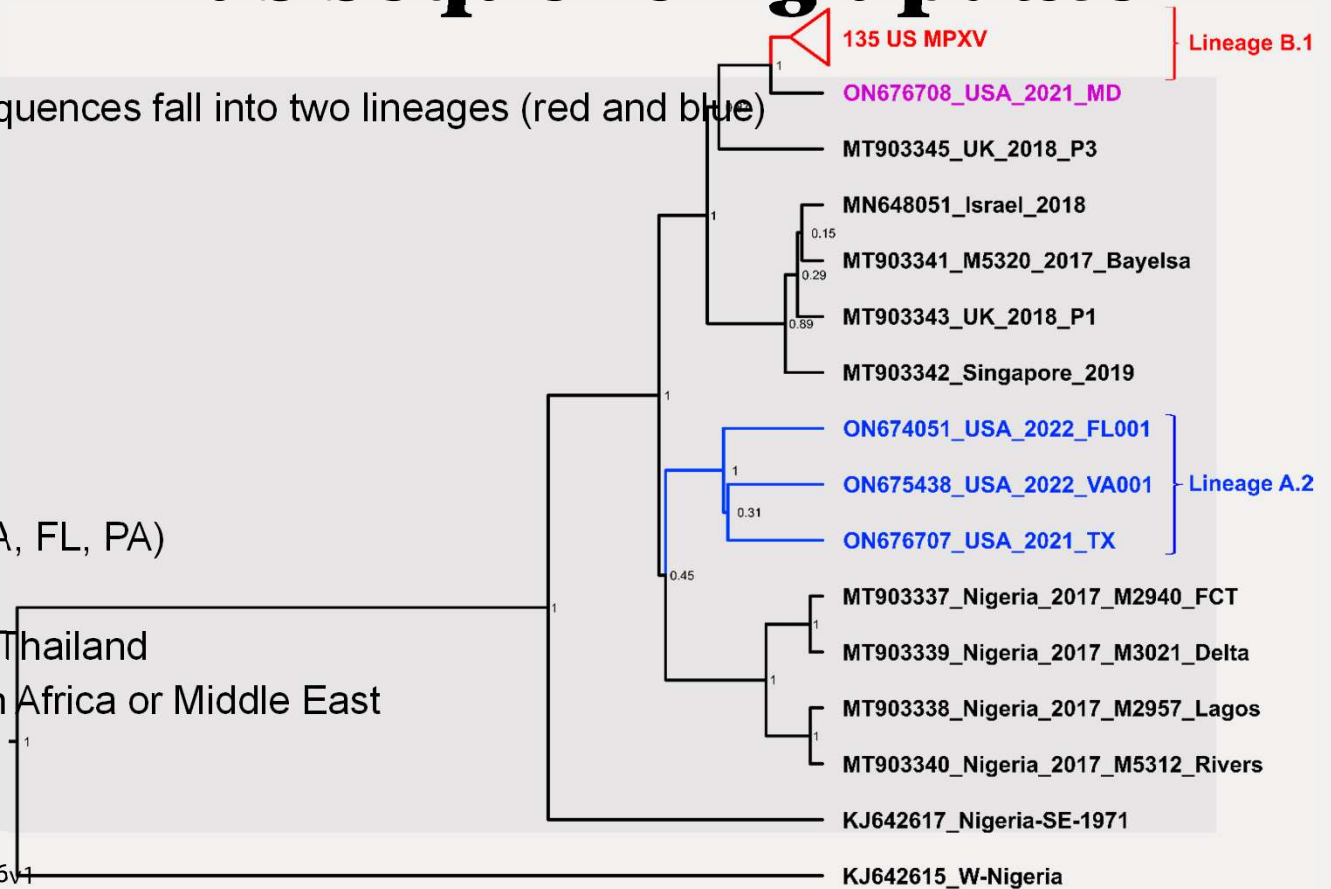 135 US MPXV
Lineage B.1
1
ON676708_USA_2021_MD
quences fall into two lineages (red and blue)
MT903345_UK_2018_P3
MN648051_Israel_2018
1
0.15
MT903341_M5320_2017_Bayelsa
0.29
MT903343_UK_2018_P1
0.89
MT903342_Singapore_2019
1
ON674051_USA_2022_FL001
1
ON675438_USA_2022_VA001
Lineage A.2
0.31
A, FL, PA)
ON676707_USA_2021_TX
0.45
MT903337_Nigeria_2017_M2940_FCT
1
1
Thailand
MT903339_Nigeria_2017_M3021_Delta
1
Africa or Middle East
MT903338_Nigeria_2017_M2957_Lagos
1
1
MT903340_Nigeria_2017_M5312_Rivers
KJ642617_Nigeria-SE-1971
6v1
KJ642615_W-Nigeria